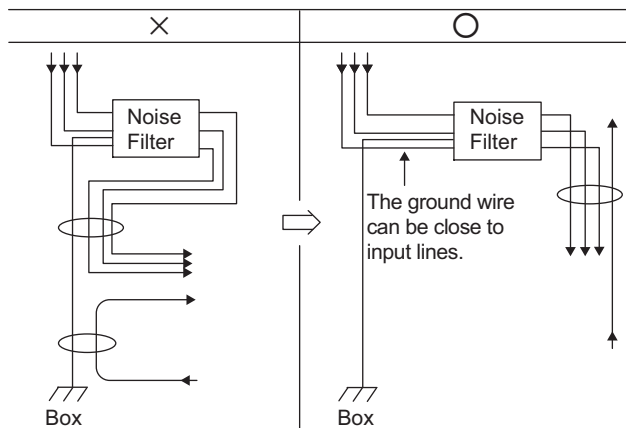 ×
○
Noise
Filter
Box
Noise
Filter
The ground wire
can be close to
input lines.
Box